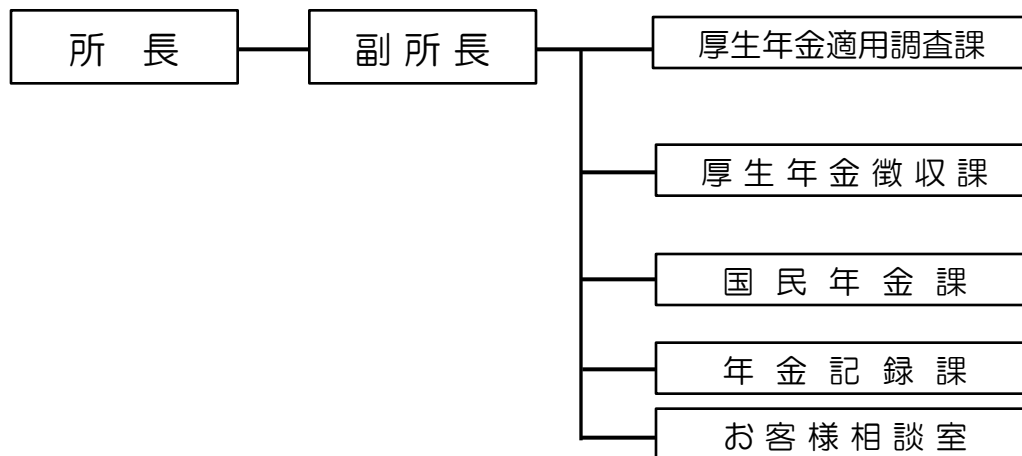 所長
副所長
厚生年金適用調査課
厚生年金徴収課
国民年金課
年金記録課
お客様相談室